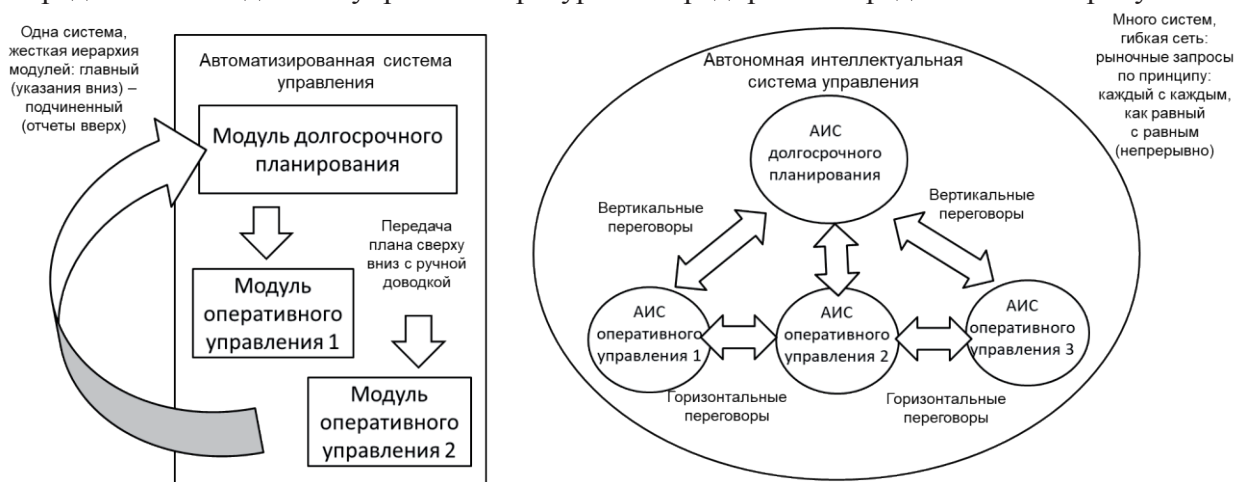 Одна система,
жесткая иерархия
модулей: главный
(указания вниз) –
подчиненный
(отчеты вверх)
Автоматизированная система
управления
Модуль долгосрочного
планирования
Передача
плана сверху
вниз с ручной
доводкой
Модуль
оперативного
управления 1
Модуль
оперативного
управления 2
Автономная интеллектуальная
система управления
Много систем,
гибкая сеть:
рыночные запросы
по принципу:
каждый с каждым,
как равный
с равным
(непрерывно)
АИС
долгосрочного
планирования
Вертикальные
переговоры
Вертикальные
переговоры
АИС
оперативного
управления 1
АИС
оперативного
управления 2
АИС
оперативного
управления 3
Горизонтальные
переговоры
Горизонтальные
переговоры